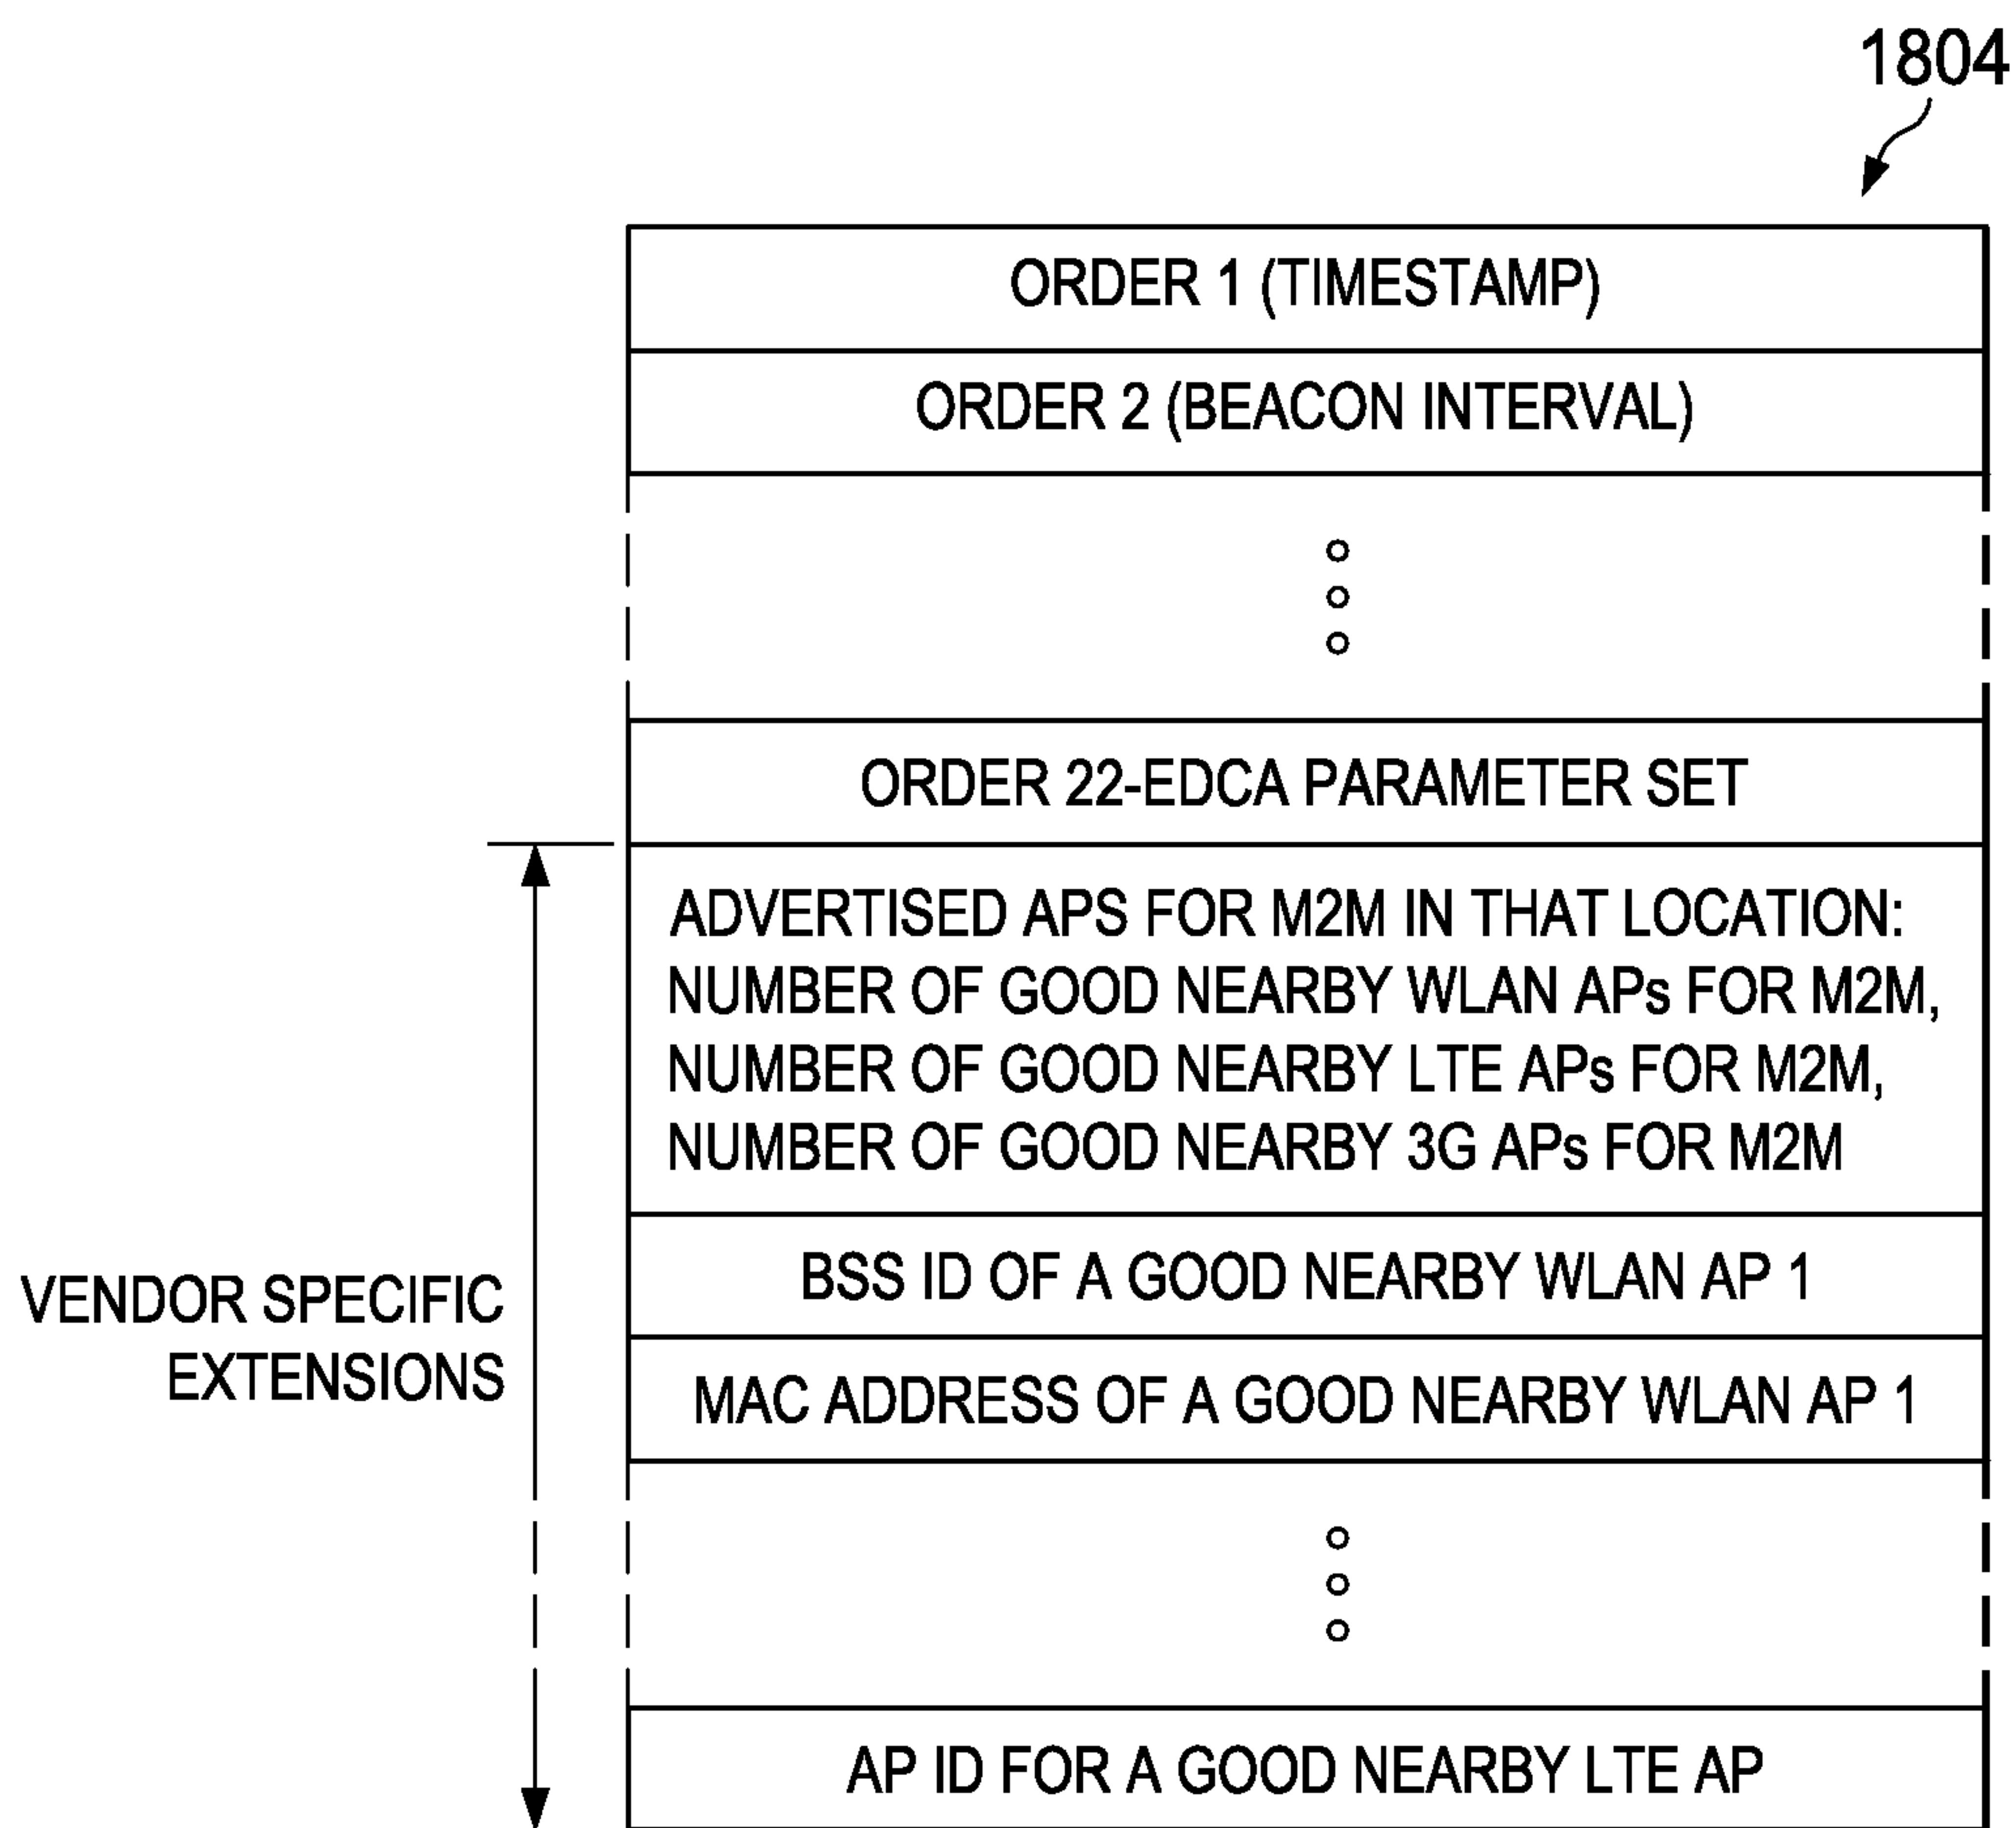 1804
ORDER 1 (TIMESTAMP)
ORDER 2 (BEACON INTERVAL)
ORDER 22-EDCA PARAMETER SET
ADVERTISED APS FOR M2M IN THAT LOCATION:
NUMBER OF GOOD NEARBY WLAN APs FOR M2M,
NUMBER OF GOOD NEARBY LTE APs FOR M2M,
NUMBER OF GOOD NEARBY 3G APs FOR M2M
BSS ID OF A GOOD NEARBY WLAN AP 1
VENDOR SPECIFIC
EXTENSIONS
MAC ADDRESS OF A GOOD NEARBY WLAN AP 1
AP ID FOR A GOOD NEARBY LTE AP